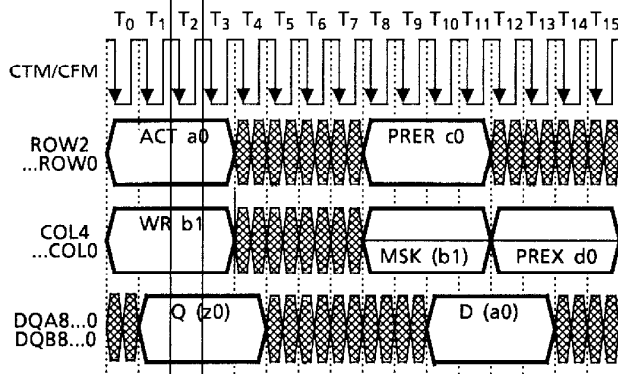 T0 T1 T2 T3 T4 T5 T6 T7 T8 T9 T10 T11 T12 T13 T14 T15
CTM/CFM
ROW2
...ROW0
ACT a0
PRER c0
COL4
...COL0
WR b1
MSK (b1)
PREX d0
DQA8...0
DQB8...0
Q (z0)
D (a0)